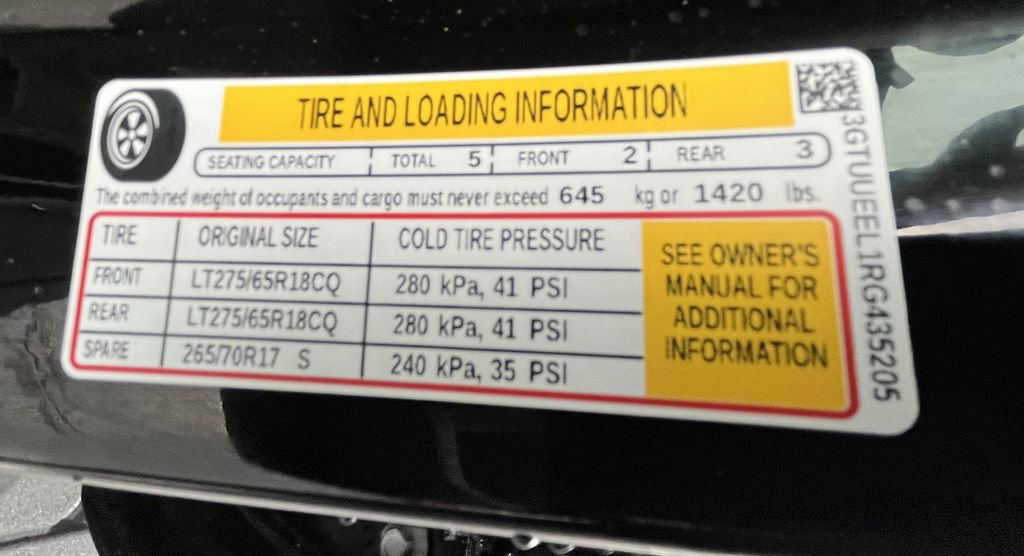 TIRE AND LOADING INFORMATION
SEATING CAPACITY TOTAL 5 FRONT 2 REAR 3
The combined weight of occupants and cargo must never exceed 645 kg or 1420 lbs.
TIRE ORIGINAL SIZE COLD TIRE PRESSURE
FRONT LT275/65R18CQ 280 kPa, 41 PSI
REAR LT275/65R18CQ 280 kPa, 41 PSI
SPARE 265/70R17 S 240 kPa, 35 PSI
SEE OWNER'S
MANUAL FOR
ADDITIONAL
INFORMATION
3GTUUEEL1RG435205